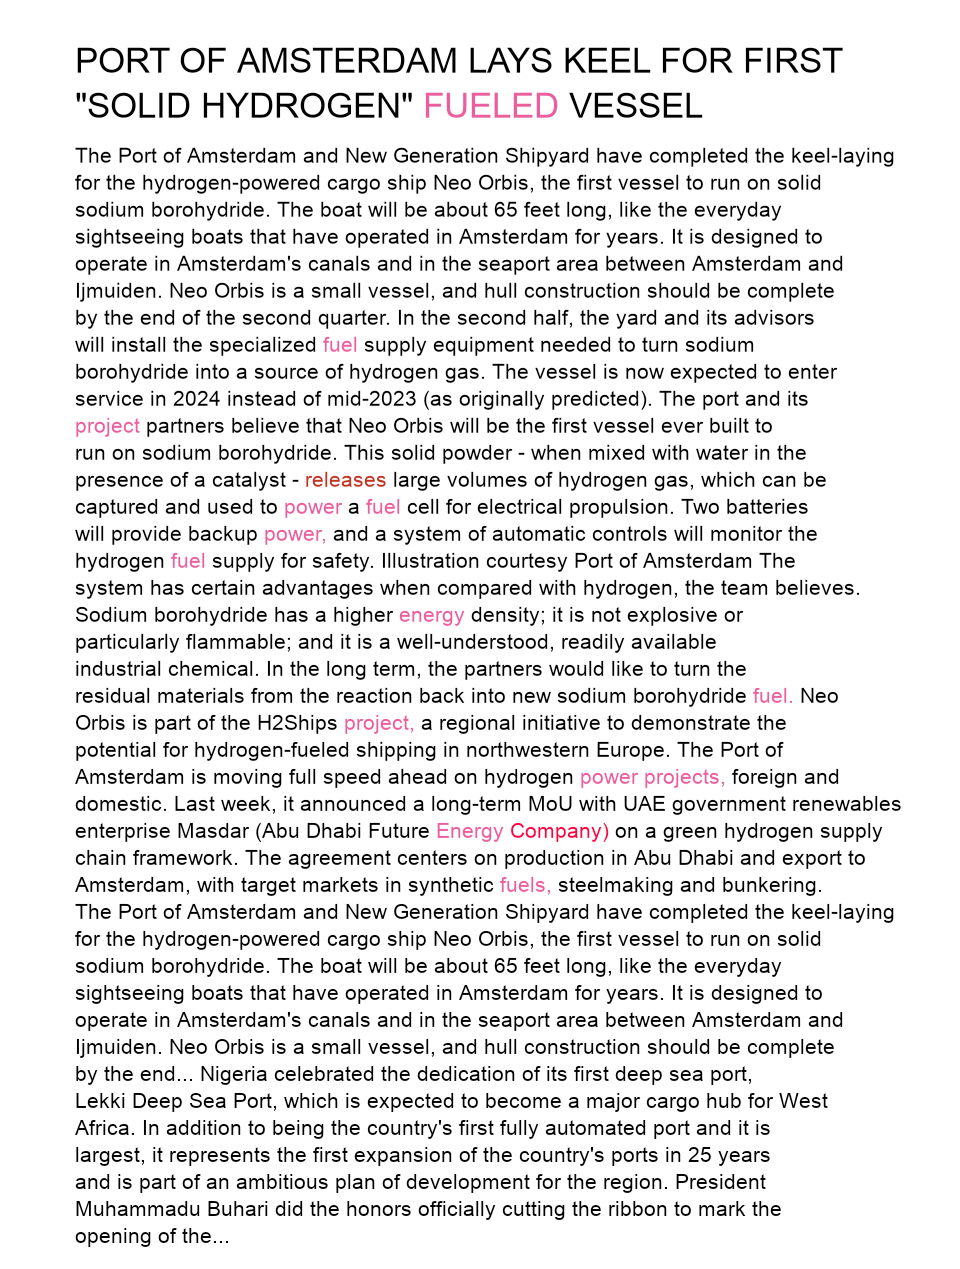 PORT OF AMSTERDAM LAYS KEEL FOR FIRST
"SOLID HYDROGEN" FUELED VESSEL
The Port of Amsterdam and New Generation Shipyard have completed the keel-laying
for the hydrogen-powered cargo ship Neo Orbis, the first vessel to run on solid
sodium borohydride. The boat will be about 65 feet long, like the everyday
sightseeing boats that have operated in Amsterdam for years. It is designed to
operate in Amsterdam's canals and in the seaport area between Amsterdam and
Ijmuiden. Neo Orbis is a small vessel, and hull construction should be complete
by the end of the second quarter. In the second half, the yard and its advisors
will install the specialized fuel supply equipment needed to turn sodium
borohydride into a source of hydrogen gas. The vessel is now expected to enter
service in 2024 instead of mid-2023 (as originally predicted). The port and its
project partners believe that Neo Orbis will be the first vessel ever built to
run on sodium borohydride. This solid powder - when mixed with water in the
presence of a catalyst - releases large volumes of hydrogen gas, which can be
captured and used to power a fuel cell for electrical propulsion. Two batteries
will provide backup power, and a system of automatic controls will monitor the
hydrogen fuel supply for safety. Illustration courtesy Port of Amsterdam The
system has certain advantages when compared with hydrogen, the team believes.
Sodium borohydride has a higher energy density; it is not explosive or
particularly flammable; and it is a well-understood, readily available
industrial chemical. In the long term, the partners would like to turn the
residual materials from the reaction back into new sodium borohydride fuel. Neo
Orbis is part of the H2Ships project, a regional initiative to demonstrate the
potential for hydrogen-fueled shipping in northwestern Europe. The Port of
Amsterdam is moving full speed ahead on hydrogen power projects, foreign and
domestic. Last week, it announced a long-term MoU with UAE government renewables
enterprise Masdar (Abu Dhabi Future Energy Company) on a green hydrogen supply
chain framework. The agreement centers on production in Abu Dhabi and export to
Amsterdam, with target markets in synthetic fuels, steelmaking and bunkering.
The Port of Amsterdam and New Generation Shipyard have completed the keel-laying
for the hydrogen-powered cargo ship Neo Orbis, the first vessel to run on solid
sodium borohydride. The boat will be about 65 feet long, like the everyday
sightseeing boats that have operated in Amsterdam for years. It is designed to
operate in Amsterdam's canals and in the seaport area between Amsterdam and
Ijmuiden. Neo Orbis is a small vessel, and hull construction should be complete
by the end... Nigeria celebrated the dedication of its first deep sea port,
Lekki Deep Sea Port, which is expected to become a major cargo hub for West
Africa. In addition to being the country's first fully automated port and it is
largest, it represents the first expansion of the country's ports in 25 years
and is part of an ambitious plan of development for the region. President
Muhammadu Buhari did the honors officially cutting the ribbon to mark the
opening of the...